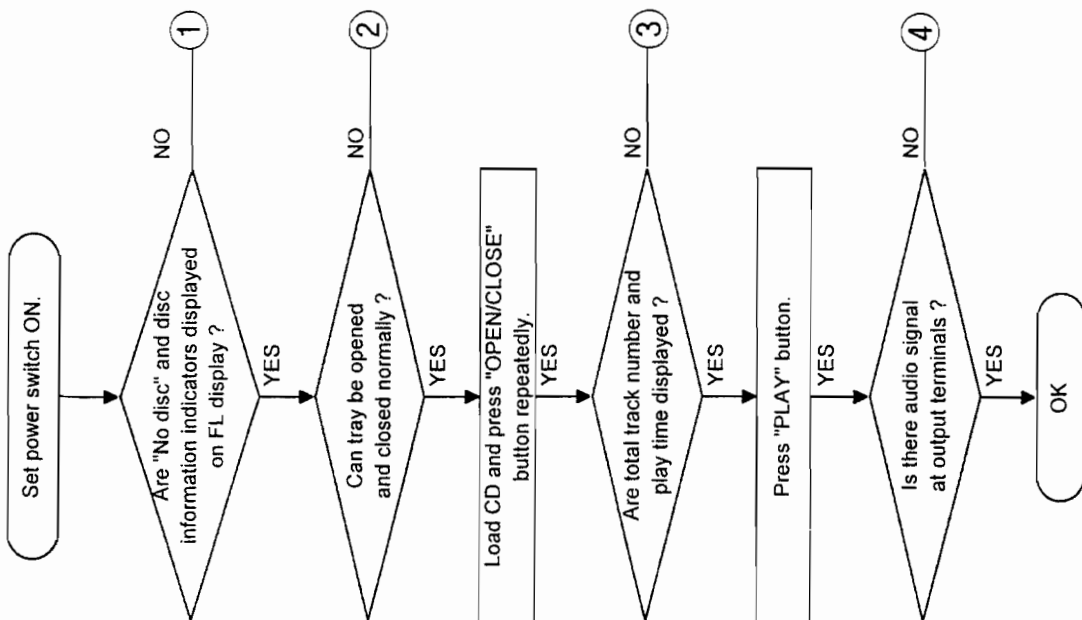 Set power switch ON.
Are "No disc" and disc
information indicators displayed
on FL display ?
NO
1
YES
Can tray be opened
and closed normally ?
NO
2
YES
Load CD and press "OPEN/CLOSE"
button repeatedly.
YES
Are total track number and
play time displayed ?
NO
3
YES
Press "PLAY" button.
YES
Is there audio signal
at output terminals ?
NO
4
YES
OK